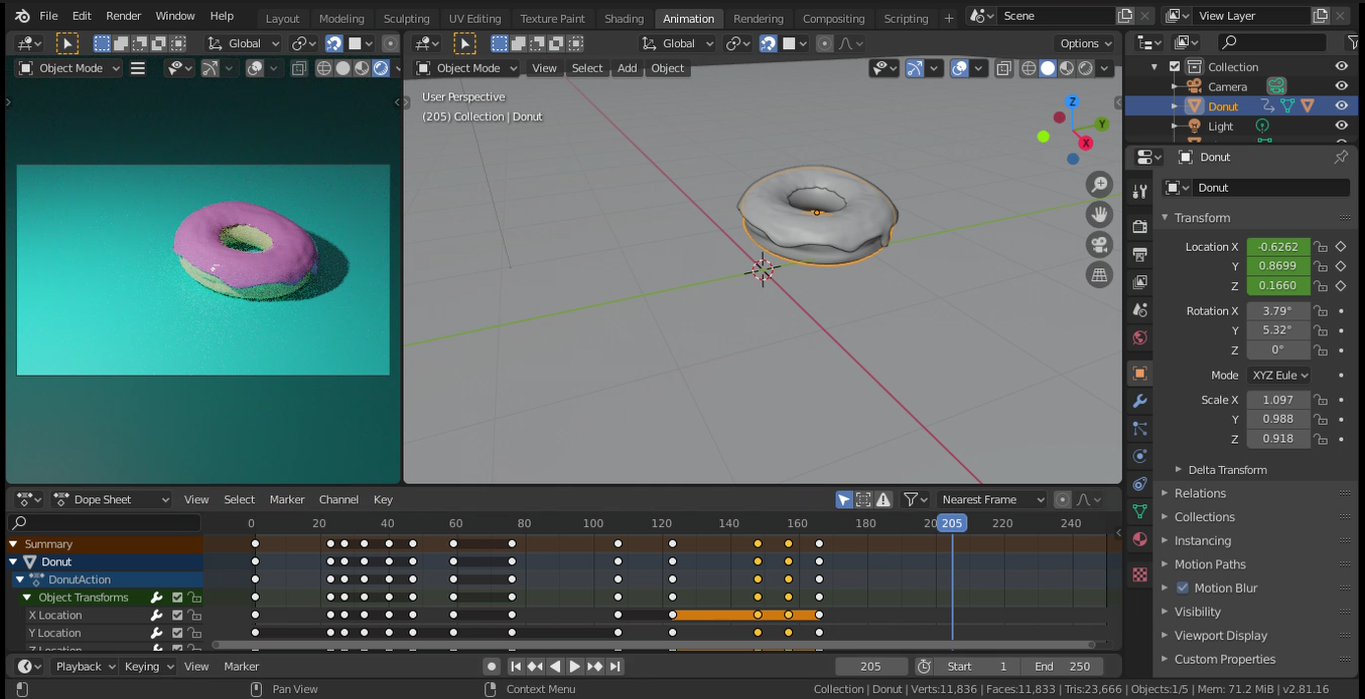 File Edit Render Window Help Layout Modeling Sculpting UV Editing Texture Paint Shading Animation Rendering Compositing Scripting + Scene View Layer
Global
Global Options
Object Mode
Object Mode View Select Add Object
User Perspective
(205) Collection | Donut
Z
Y
X
Collection
Camera
Donut
Light
Donut
Donut
Transform
Location X -0.6262
Y 0.8699
Z 0.1660
Rotation X 3.79°
Y 5.32°
Z 0°
Mode XYZ Eule
Scale X 1.097
Y 0.988
Z 0.918
Delta Transform
Relations
Collections
Instancing
Motion Paths
Motion Blur
Visibility
Viewport Display
Custom Properties
Dope Sheet View Select Marker Channel Key Nearest Frame
0 20 40 60 80 100 120 140 160 180 20 205 220 240
Summary
Donut
DonutAction
Object Transforms
X Location
Y Location
Z Location
Playback Keying View Marker 205 Start 1 End 250
Pan View Context Menu Collection | Donut | Verts:11,836 | Faces:11,833 | Tris:23,666 | Objects:1/5 | Mem: 71.2 MiB | v2.81.16